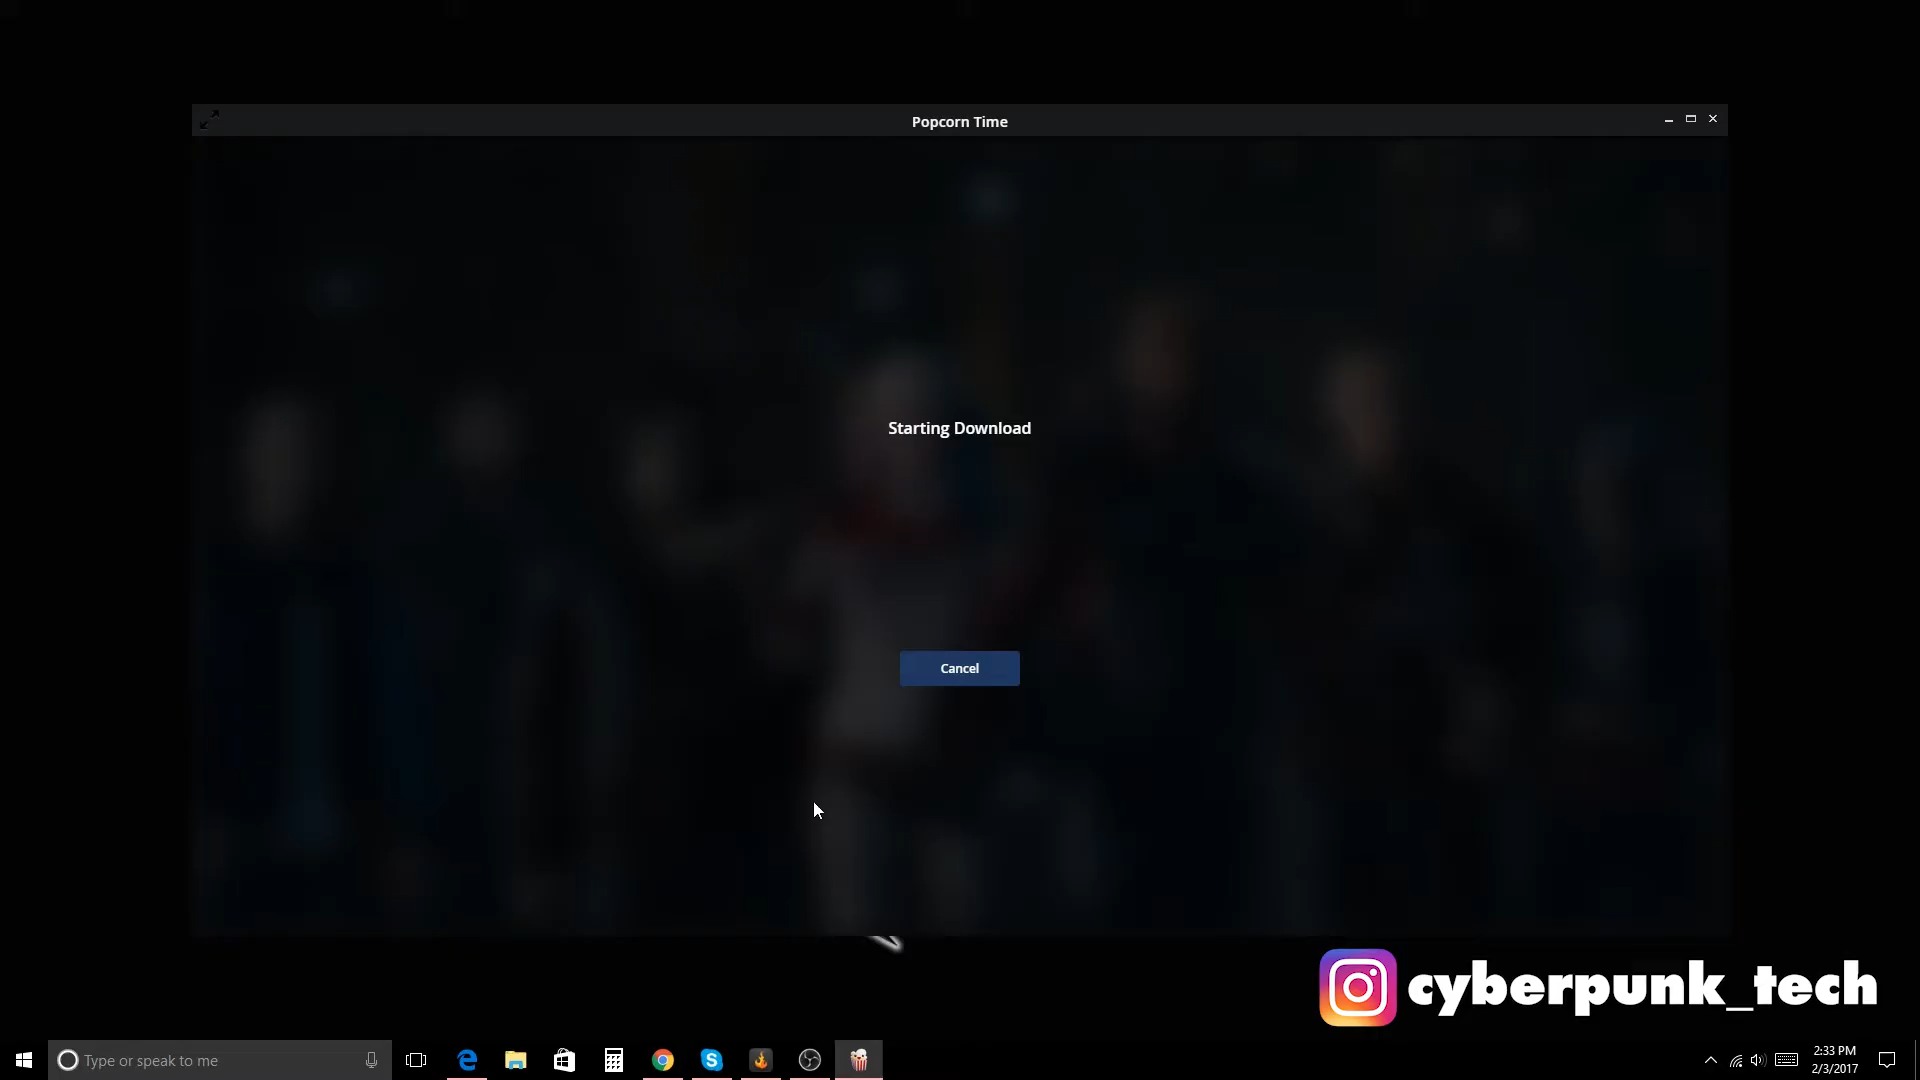 Popcorn Time
Starting Download
Cancel
cyberpunk_tech
Type or speak to me
2:33 PM
2/3/2017